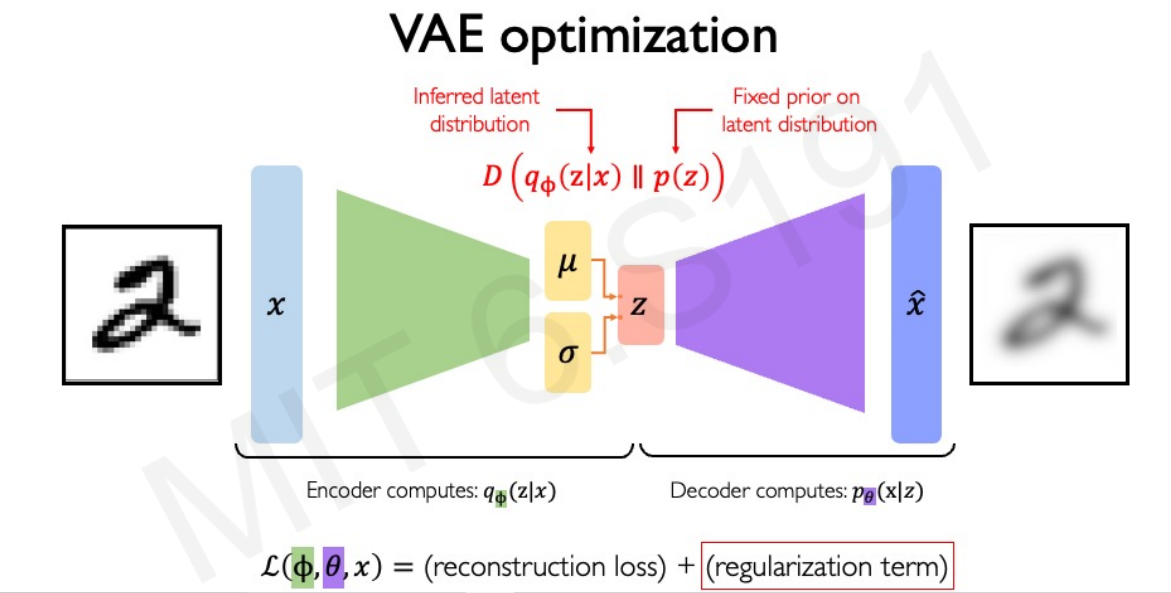 VAE optimization
Inferred latent
distribution
Fixed prior on
latent distribution
D(qϕ(z|x) ∥ p(z))
x
μ
σ
z
x̂
Encoder computes: qϕ(z|x)
Decoder computes: pθ(x|z)
ℒ(ϕ,θ,x) = (reconstruction loss) + (regularization term)
MIT 6.S191